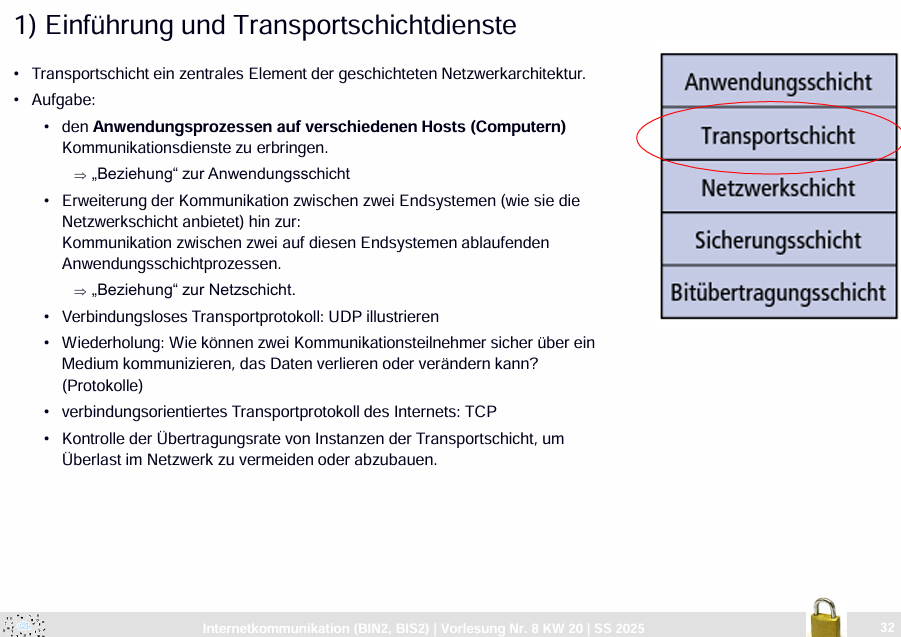 1) Einführung und Transportschichtdienste
• Transportschicht ein zentrales Element der geschichteten Netzwerkarchitektur.
• Aufgabe:
• den Anwendungsprozessen auf verschiedenen Hosts (Computern)
Kommunikationsdienste zu erbringen.
⇒ „Beziehung“ zur Anwendungsschicht
• Erweiterung der Kommunikation zwischen zwei Endsystemen (wie sie die
Netzwerkschicht anbietet) hin zur:
Kommunikation zwischen zwei auf diesen Endsystemen ablaufenden
Anwendungsschichtprozessen.
⇒ „Beziehung“ zur Netzschicht.
• Verbindungsloses Transportprotokoll: UDP illustrieren
• Wiederholung: Wie können zwei Kommunikationsteilnehmer sicher über ein
Medium kommunizieren, das Daten verlieren oder verändern kann?
(Protokolle)
• verbindungsorientiertes Transportprotokoll des Internets: TCP
• Kontrolle der Übertragungsrate von Instanzen der Transportschicht, um
Überlast im Netzwerk zu vermeiden oder abzubauen.
Anwendungsschicht
Transportschicht
Netzwerkschicht
Sicherungsschicht
Bitübertragungsschicht
Internetkommunikation (BIN2, BIS2) | Vorlesung Nr. 8 KW 20 | SS 2025
32